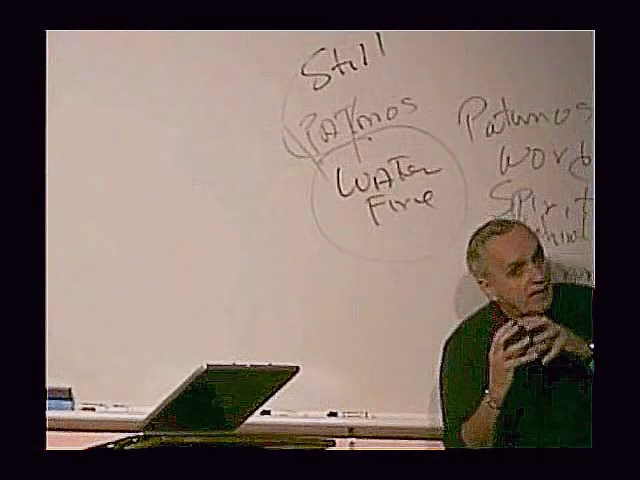 Still
PATmos
WATer
Fire
Patmos
Word
Spirit